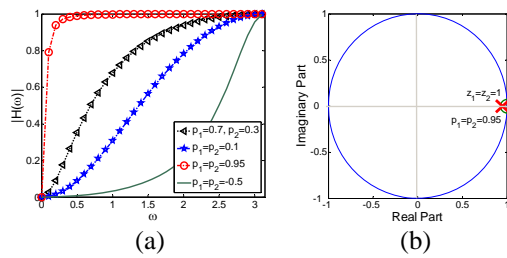 |H(ω)|
1
0.8
0.6
0.4
0.2
0
0 0.5 1 1.5 2 2.5 3
ω
p₁=0.7, p₂=0.3
p₁=p₂=0.1
p₁=p₂=0.95
p₁=p₂=-0.5
(a)
Imaginary Part
1
0.5
0
-0.5
-1
-1 -0.5 0 0.5 1
Real Part
z₁=z₂=1
p₁=p₂=0.95
(b)